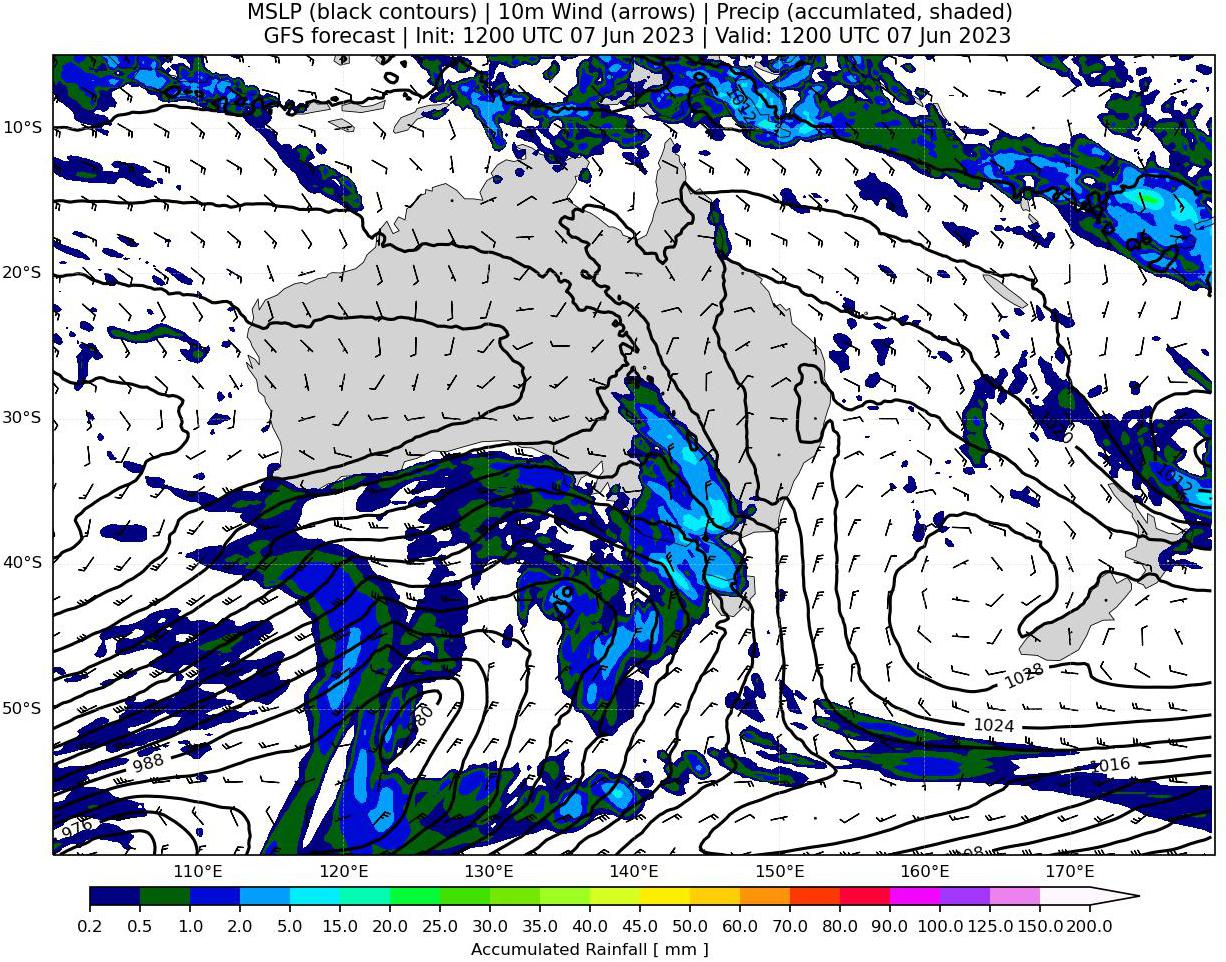 MSLP (black contours) | 10m Wind (arrows) | Precip (accumlated, shaded)
GFS forecast | Init: 1200 UTC 07 Jun 2023 | Valid: 1200 UTC 07 Jun 2023
10°S
20°S
30°S
40°S
50°S
1012
1020
1012
1028
1024
1016
988
976
110°E 120°E 130°E 140°E 150°E 160°E 170°E
0.2 0.5 1.0 2.0 5.0 10.0 15.0 20.0 25.0 30.0 35.0 40.0 45.0 50.0 60.0 70.0 80.0 90.0 100.0 125.0 150.0 200.0
Accumulated Rainfall [ mm ]